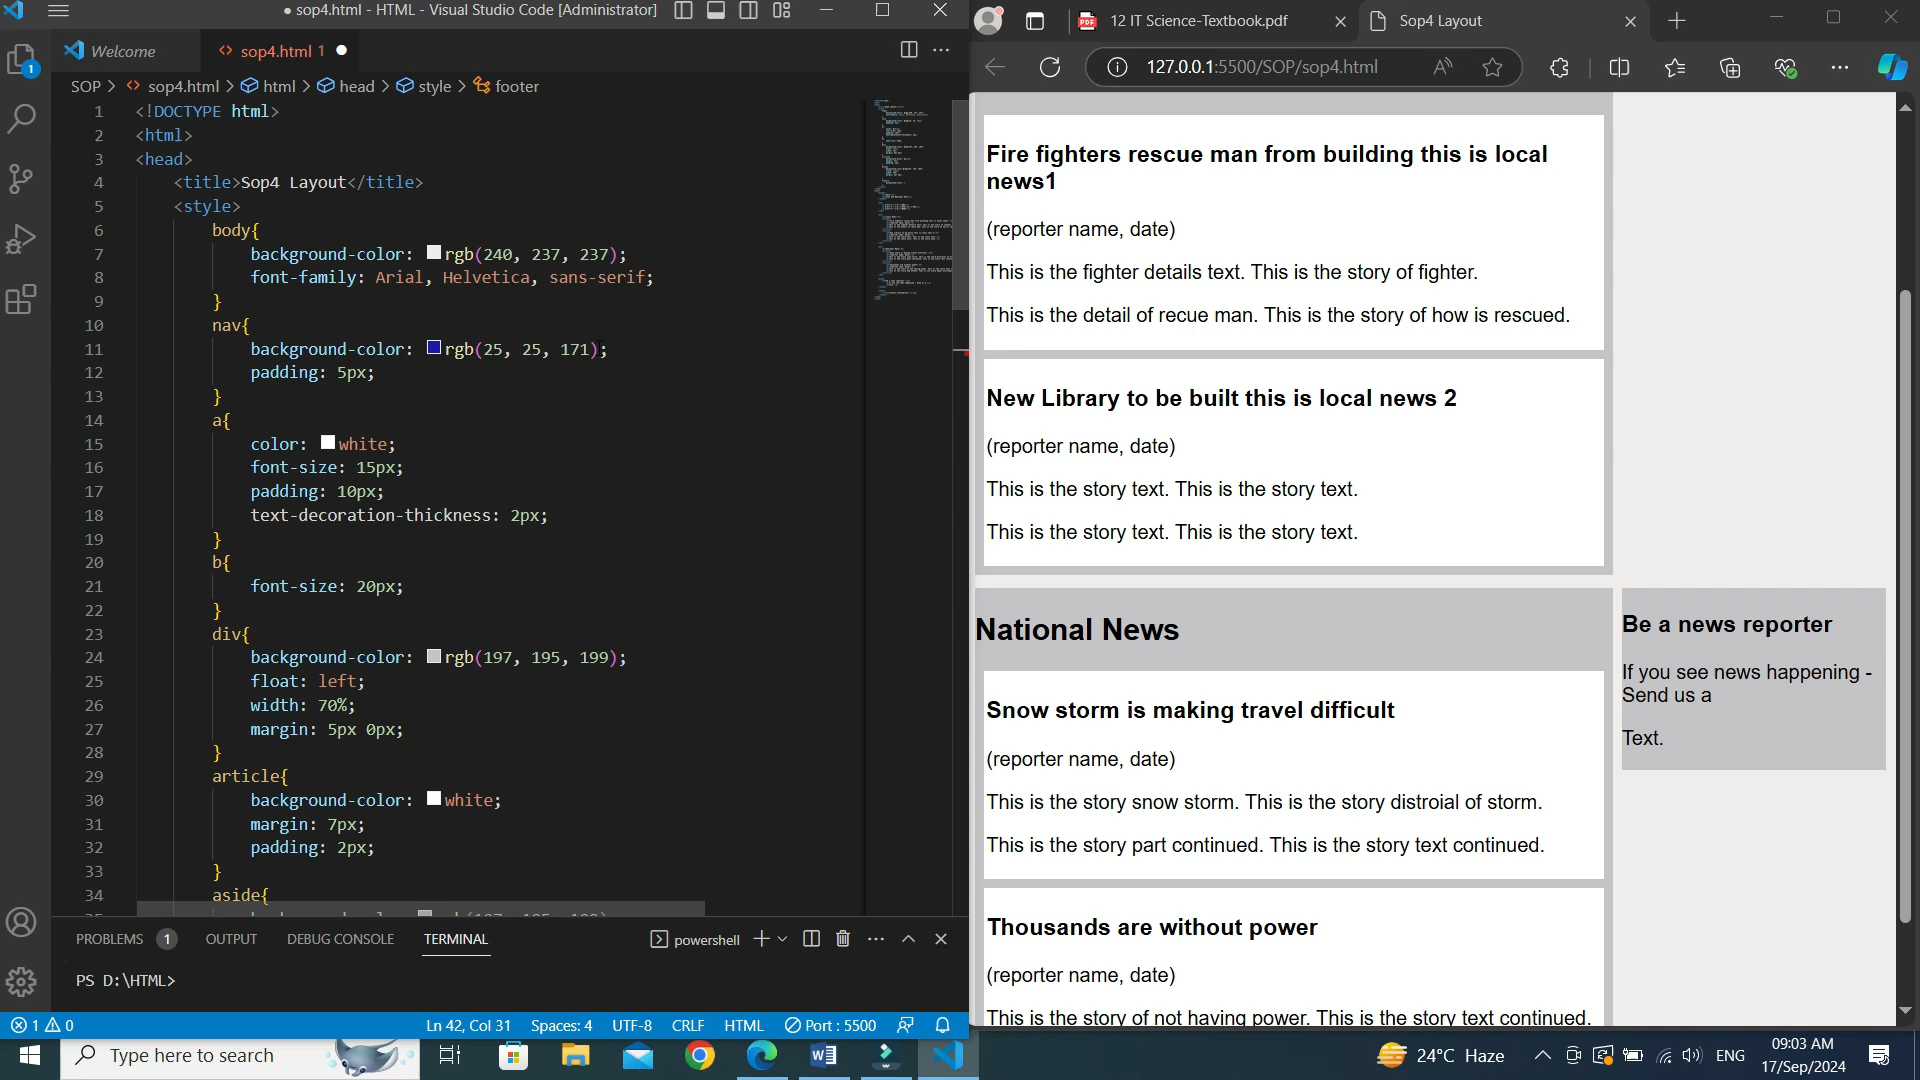 ● sop4.html - HTML - Visual Studio Code [Administrator]
Welcome
<> sop4.html 1 ●
SOP > <> sop4.html > html > head > style > footer
1 <!DOCTYPE html>
2 <html>
3 <head>
4 <title>Sop4 Layout</title>
5 <style>
6 body{
7 background-color: rgb(240, 237, 237);
8 font-family: Arial, Helvetica, sans-serif;
9 }
10 nav{
11 background-color: rgb(25, 25, 171);
12 padding: 5px;
13 }
14 a{
15 color: white;
16 font-size: 15px;
17 padding: 10px;
18 text-decoration-thickness: 2px;
19 }
20 b{
21 font-size: 20px;
22 }
23 div{
24 background-color: rgb(197, 195, 199);
25 float: left;
26 width: 70%;
27 margin: 5px 0px;
28 }
29 article{
30 background-color: white;
31 margin: 7px;
32 padding: 2px;
33 }
34 aside{
1
PROBLEMS 1 OUTPUT DEBUG CONSOLE TERMINAL powershell
PS D:\HTML>
1 0 Ln 42, Col 31 Spaces: 4 UTF-8 CRLF HTML Port : 5500
PDF 12 IT Science-Textbook.pdf
Sop4 Layout
127.0.0.1:5500/SOP/sop4.html
Fire fighters rescue man from building this is local
news1
(reporter name, date)
This is the fighter details text. This is the story of fighter.
This is the detail of recue man. This is the story of how is rescued.
New Library to be built this is local news 2
(reporter name, date)
This is the story text. This is the story text.
This is the story text. This is the story text.
National News
Snow storm is making travel difficult
(reporter name, date)
This is the story snow storm. This is the story distroial of storm.
This is the story part continued. This is the story text continued.
Thousands are without power
(reporter name, date)
This is the story of not having power. This is the story text continued.
Be a news reporter
If you see news happening -
Send us a
Text.
Type here to search
24°C Haze
ENG
09:03 AM
17/Sep/2024